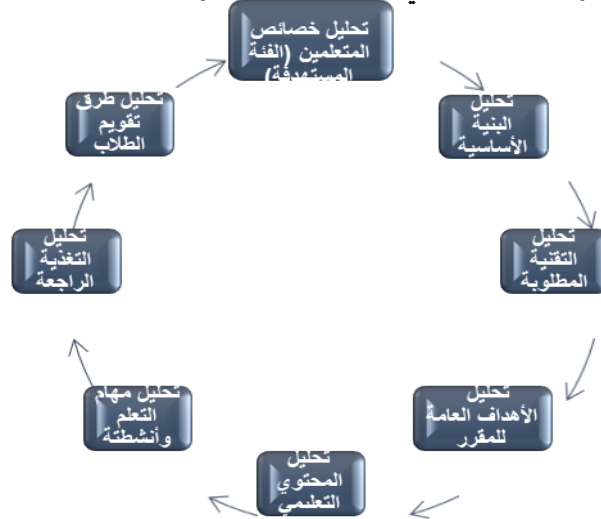 تحليل خصائص
المتعلمين (الفئة
المستهدفة)
تحليل
البنية
الأساسية
تحليل
التقنية
المطلوبة
تحليل
الأهداف العامة
للمقرر
تحليل
المحتوي
التعليمي
تحليل مهام
التعلم
وأنشطتة
تحليل
التغذية
الراجعة
تحليل طرق
تقويم
الطلاب